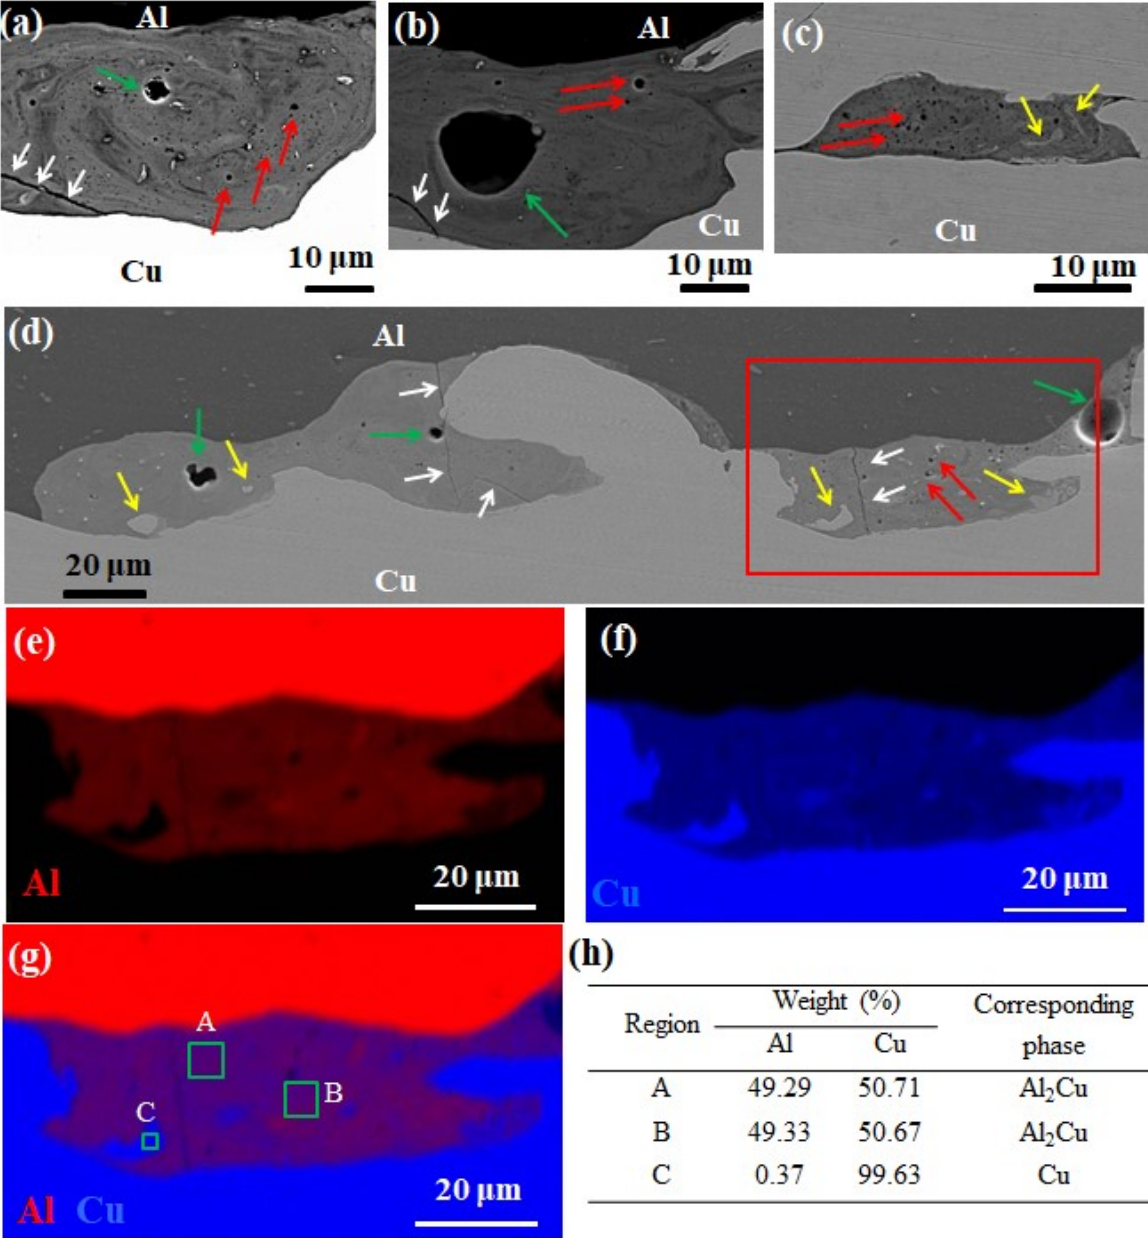 (a)
Al
Cu
10 μm
(b)
Al
Cu
10 μm
(c)
Cu
10 μm
(d)
Al
Cu
20 μm
(e)
Al
20 μm
(f)
Cu
20 μm
(g)
A
B
C
Al Cu
20 μm
(h)
Region Weight (%) Corresponding phase
Al Cu
A 49.29 50.71 Al₂Cu
B 49.33 50.67 Al₂Cu
C 0.37 99.63 Cu